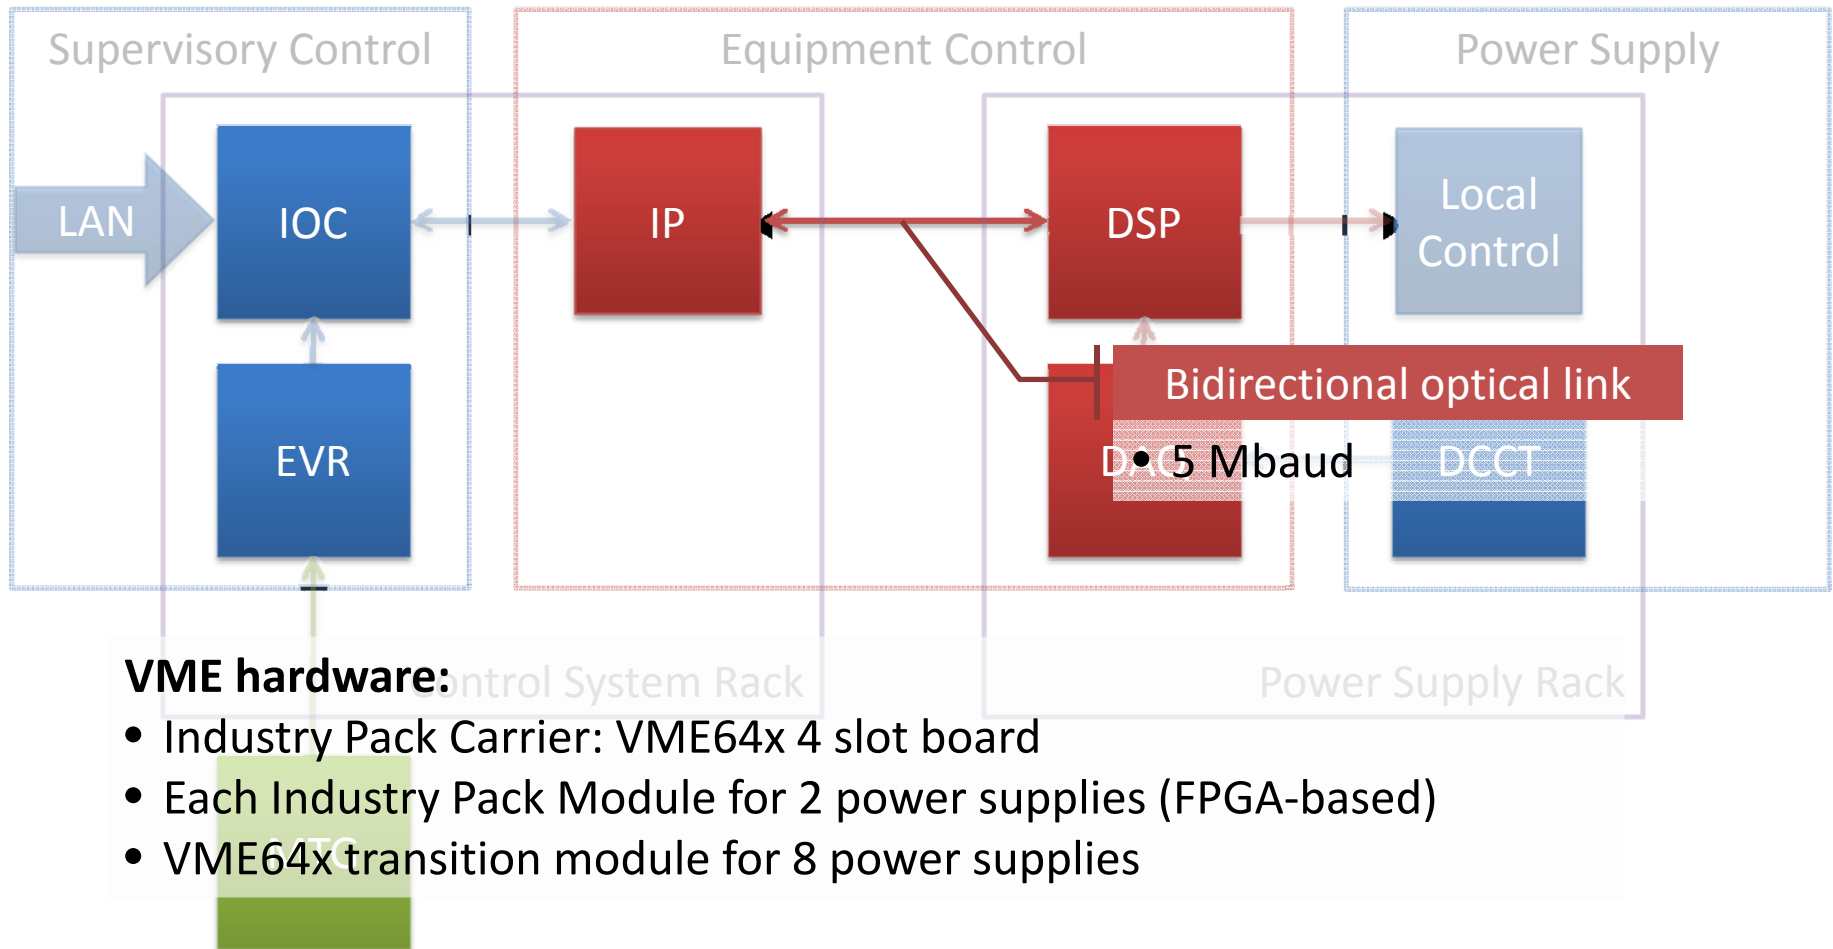 Supervisory Control
Equipment Control
Power Supply
LAN
IOC
IP
DSP
Local
Control
Bidirectional optical link
EVR
• 5 Mbaud
DCCT
Control System Rack
Power Supply Rack
VME hardware:
• Industry Pack Carrier: VME64x 4 slot board
• Each Industry Pack Module for 2 power supplies (FPGA-based)
• VME64x transition module for 8 power supplies